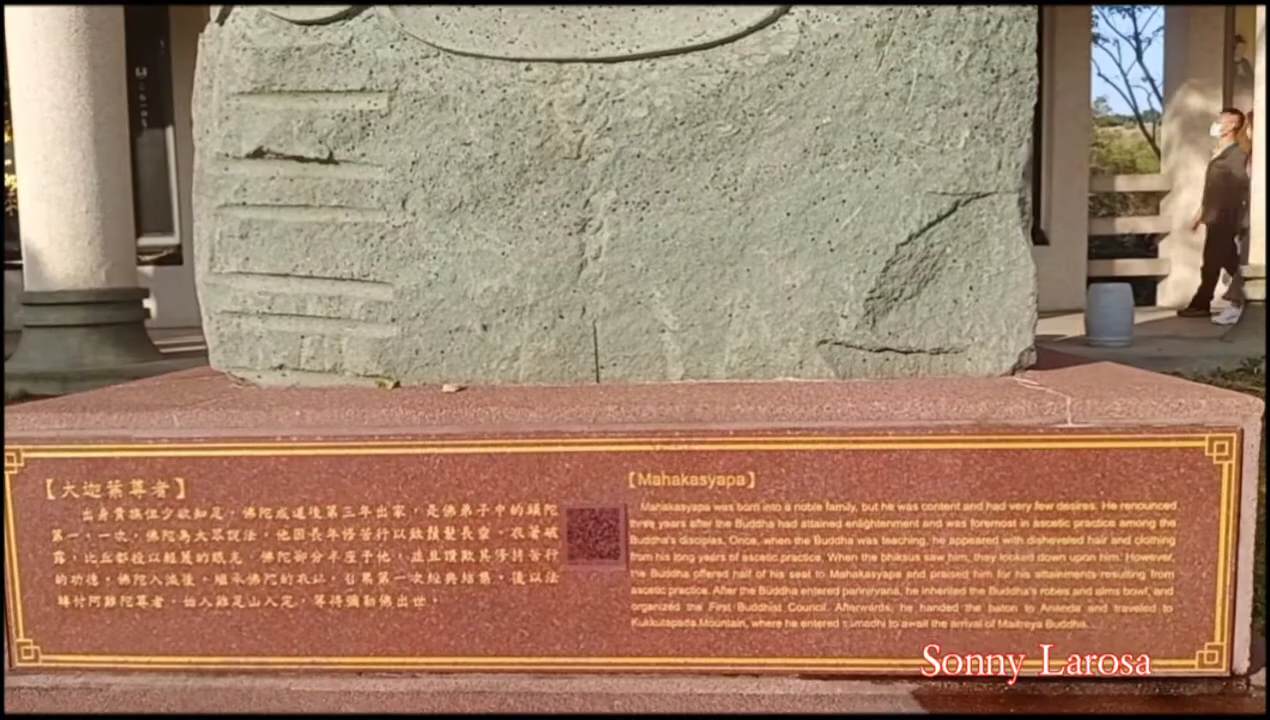 【大迦葉尊者】
出身貴族但少欲知足，佛陀成道後第三年出家，是佛弟子中的頭陀
第一。一次，佛陀為大眾說法，他因長年修苦行以致鬚髮長亂，衣著破
落，比丘都投以輕蔑的眼光，佛陀卻分半座予他，並且讚歎其修持苦行
的功德。佛陀入滅後，繼承佛陀的衣缽，召集第一次經典結集，後以法
轉付阿難陀尊者，始入雞足山入定，等待彌勒佛出世。
【Mahakasyapa】
Mahakasyapa was born into a noble family, but he was content and had very few desires. He renounced
three years after the Buddha had attained enlightenment and was foremost in ascetic practice among the
Buddha's disciples. Once, when the Buddha was teaching, he appeared with disheveled hair and clothing
from his long years of ascetic practice. When the bhiksus saw him, they looked down upon him. However,
the Buddha offered half of his seat to Mahakasyapa and praised him for his attainments resulting from
ascetic practice. After the Buddha entered parinirvana, he inherited the Buddha's robes and alms bowl, and
organized the First Buddhist Council. Afterwards, he handed the baton to Ananda and traveled to
Kukkutapada Mountain, where he entered samadhi to await the arrival of Maitreya Buddha.
Sonny Larosa